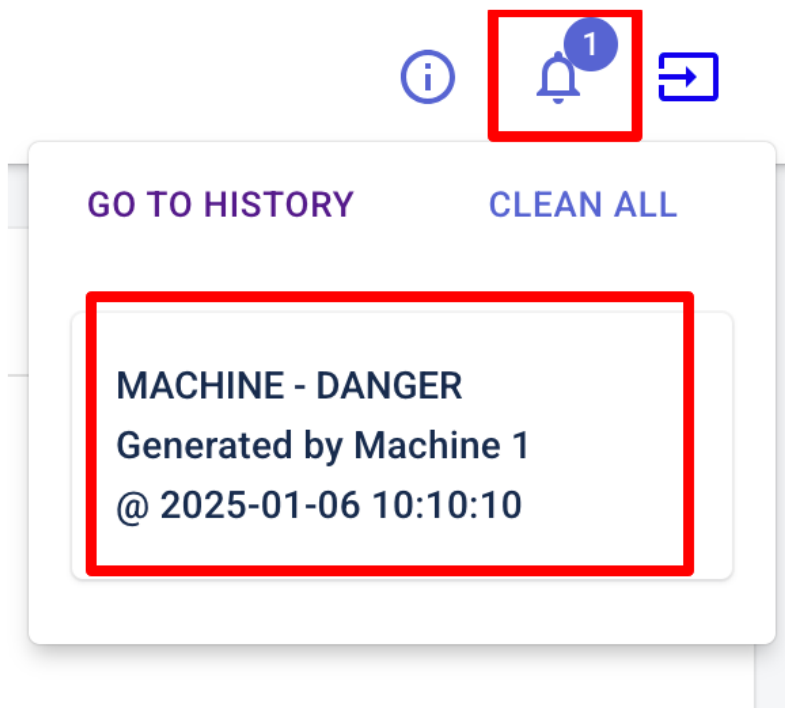 1
GO TO HISTORY CLEAN ALL
MACHINE - DANGER
Generated by Machine 1
@ 2025-01-06 10:10:10